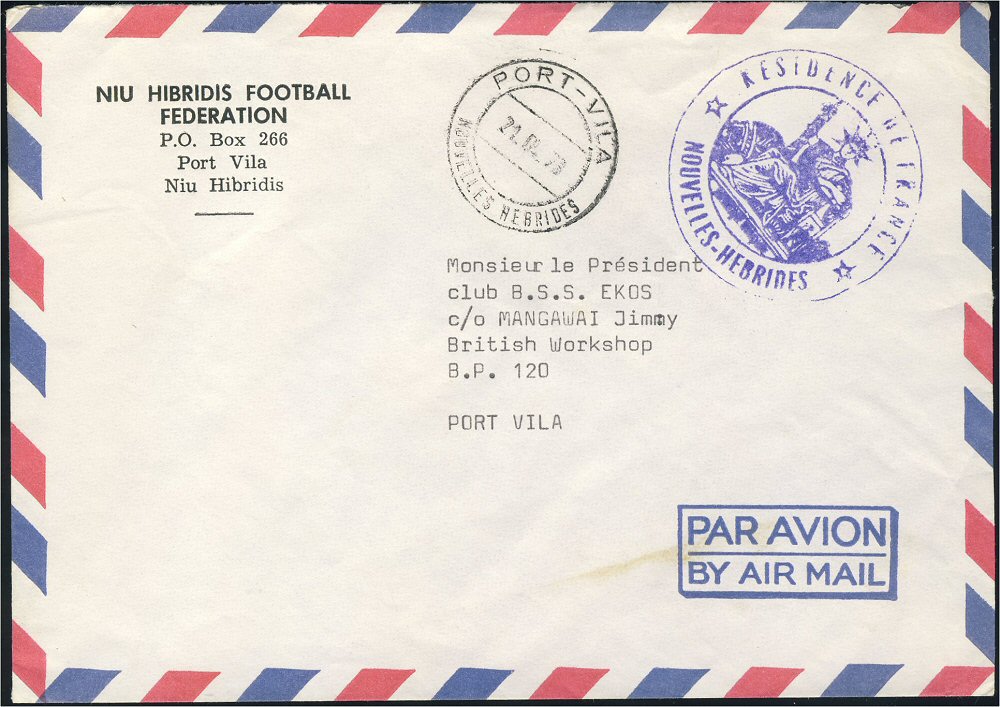 NIU HIBRIDIS FOOTBALL
FEDERATION
P.O. Box 266
Port Vila
Niu Hibridis
PORT-VILA
NOUVELLES HEBRIDES
RESIDENCE DE FRANCE
NOUVELLES-HEBRIDES
Monsieur le Président
club B.S.S. EKOS
c/o MANGAWAI Jimmy
British Workshop
B.P. 120
PORT VILA
PAR AVION
BY AIR MAIL